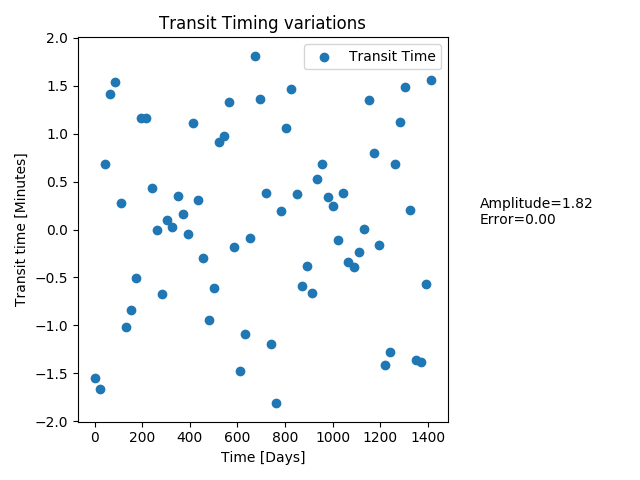 Transit Timing variations
Transit Time
Transit time [Minutes]
2.0
1.5
1.0
0.5
0.0
−0.5
−1.0
−1.5
−2.0
Amplitude=1.82
Error=0.00
0 200 400 600 800 1000 1200 1400
Time [Days]